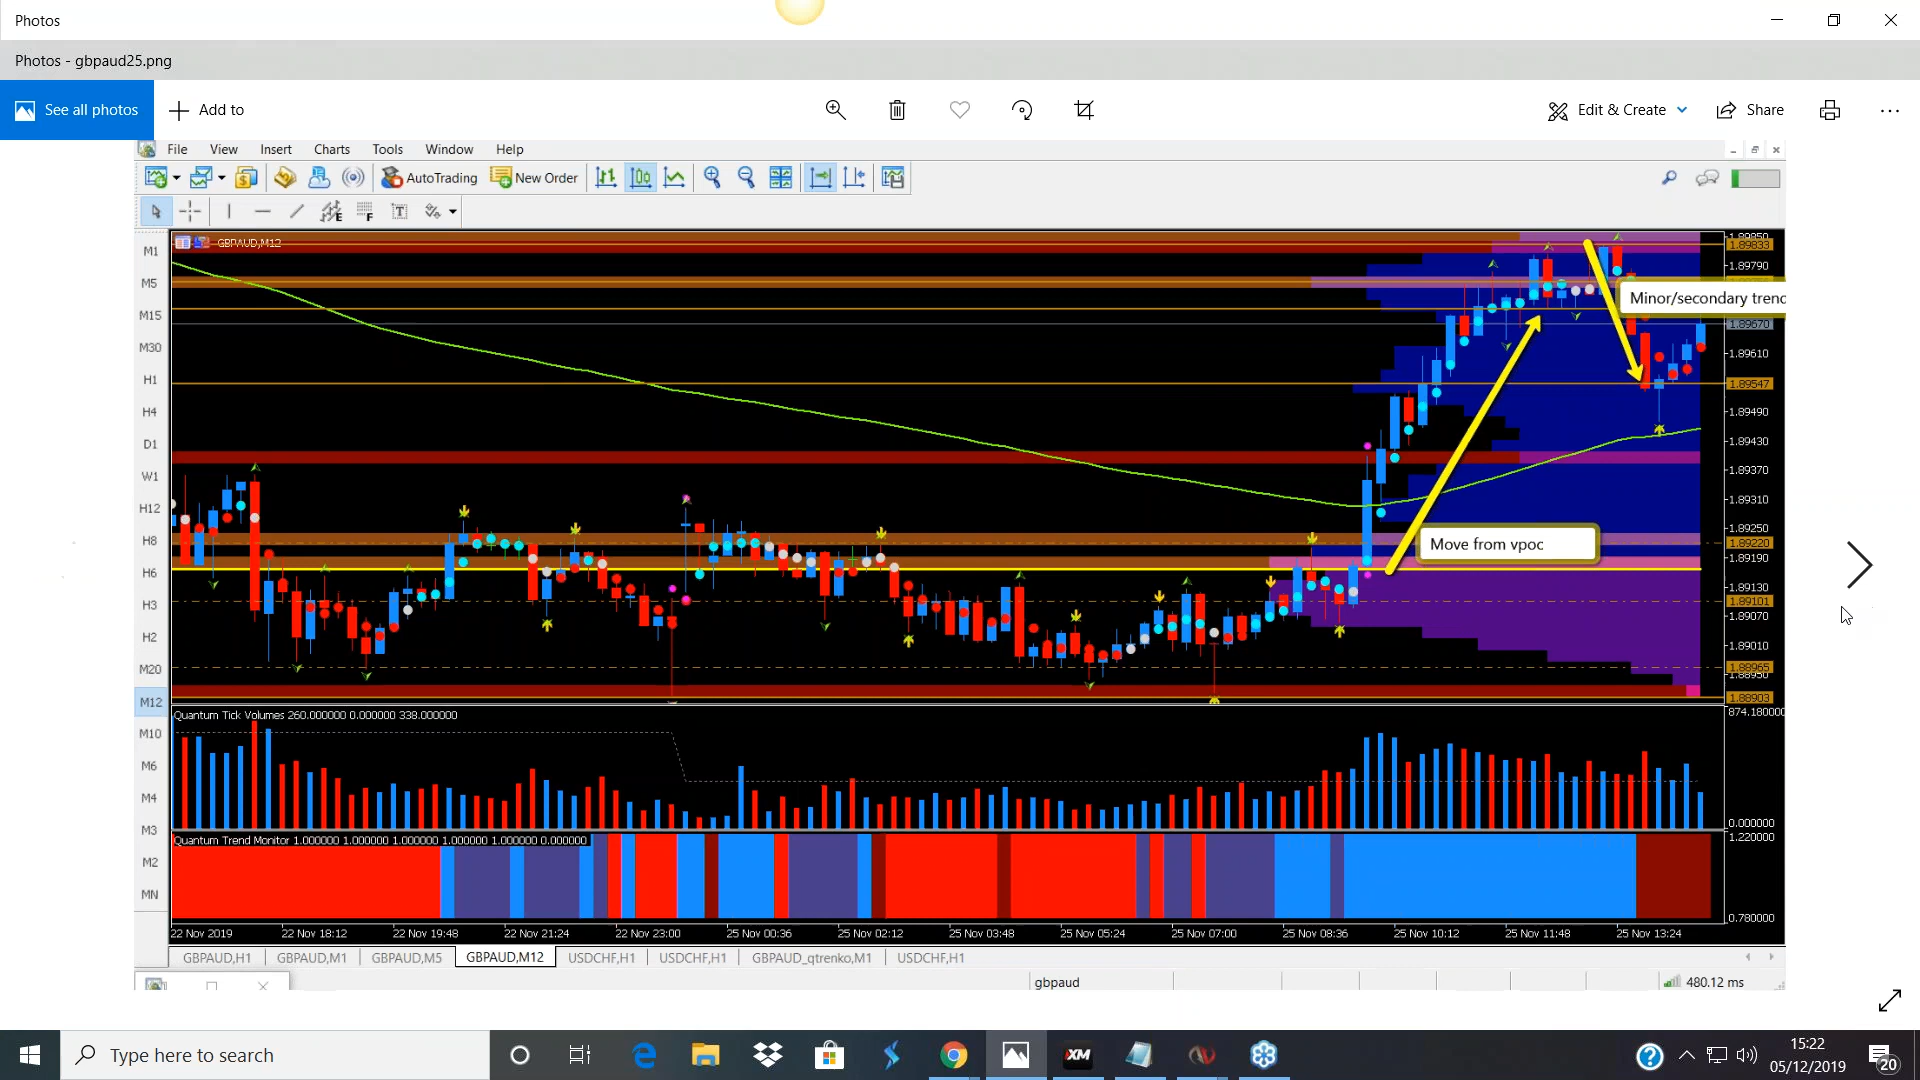 Photos
Photos - gbpaud25.png
See all photos
Add to
Edit & Create
Share
File View Insert Charts Tools Window Help
AutoTrading New Order
M1
M5
M15
M30
H1
H4
D1
W1
H12
H8
H6
H3
H2
M20
M12
M10
M6
M4
M3
M2
MN
GBPAUD,M12
Minor/secondary trend
Move from vpoc
1.89850
1.89833
1.89790
1.89670
1.89610
1.89547
1.89490
1.89430
1.89370
1.89310
1.89250
1.89220
1.89190
1.89130
1.89101
1.89070
1.89010
1.88965
1.88950
1.88903
Quantum Tick Volumes 260.000000 0.000000 338.000000
874.180000
0.000000
Quantum Trend Monitor 1.000000 1.000000 1.000000 1.000000 1.000000 0.000000
1.220000
0.780000
22 Nov 2019 22 Nov 18:12 22 Nov 19:48 22 Nov 21:24 22 Nov 23:00 25 Nov 00:36 25 Nov 02:12 25 Nov 03:48 25 Nov 05:24 25 Nov 07:00 25 Nov 08:36 25 Nov 10:12 25 Nov 11:48 25 Nov 13:24
GBPAUD,H1 GBPAUD,M1 GBPAUD,M5 GBPAUD,M12 USDCHF,H1 USDCHF,H1 GBPAUD_qtrenko,M1 USDCHF,H1
gbpaud
480.12 ms
Type here to search
XM
15:22
05/12/2019
20